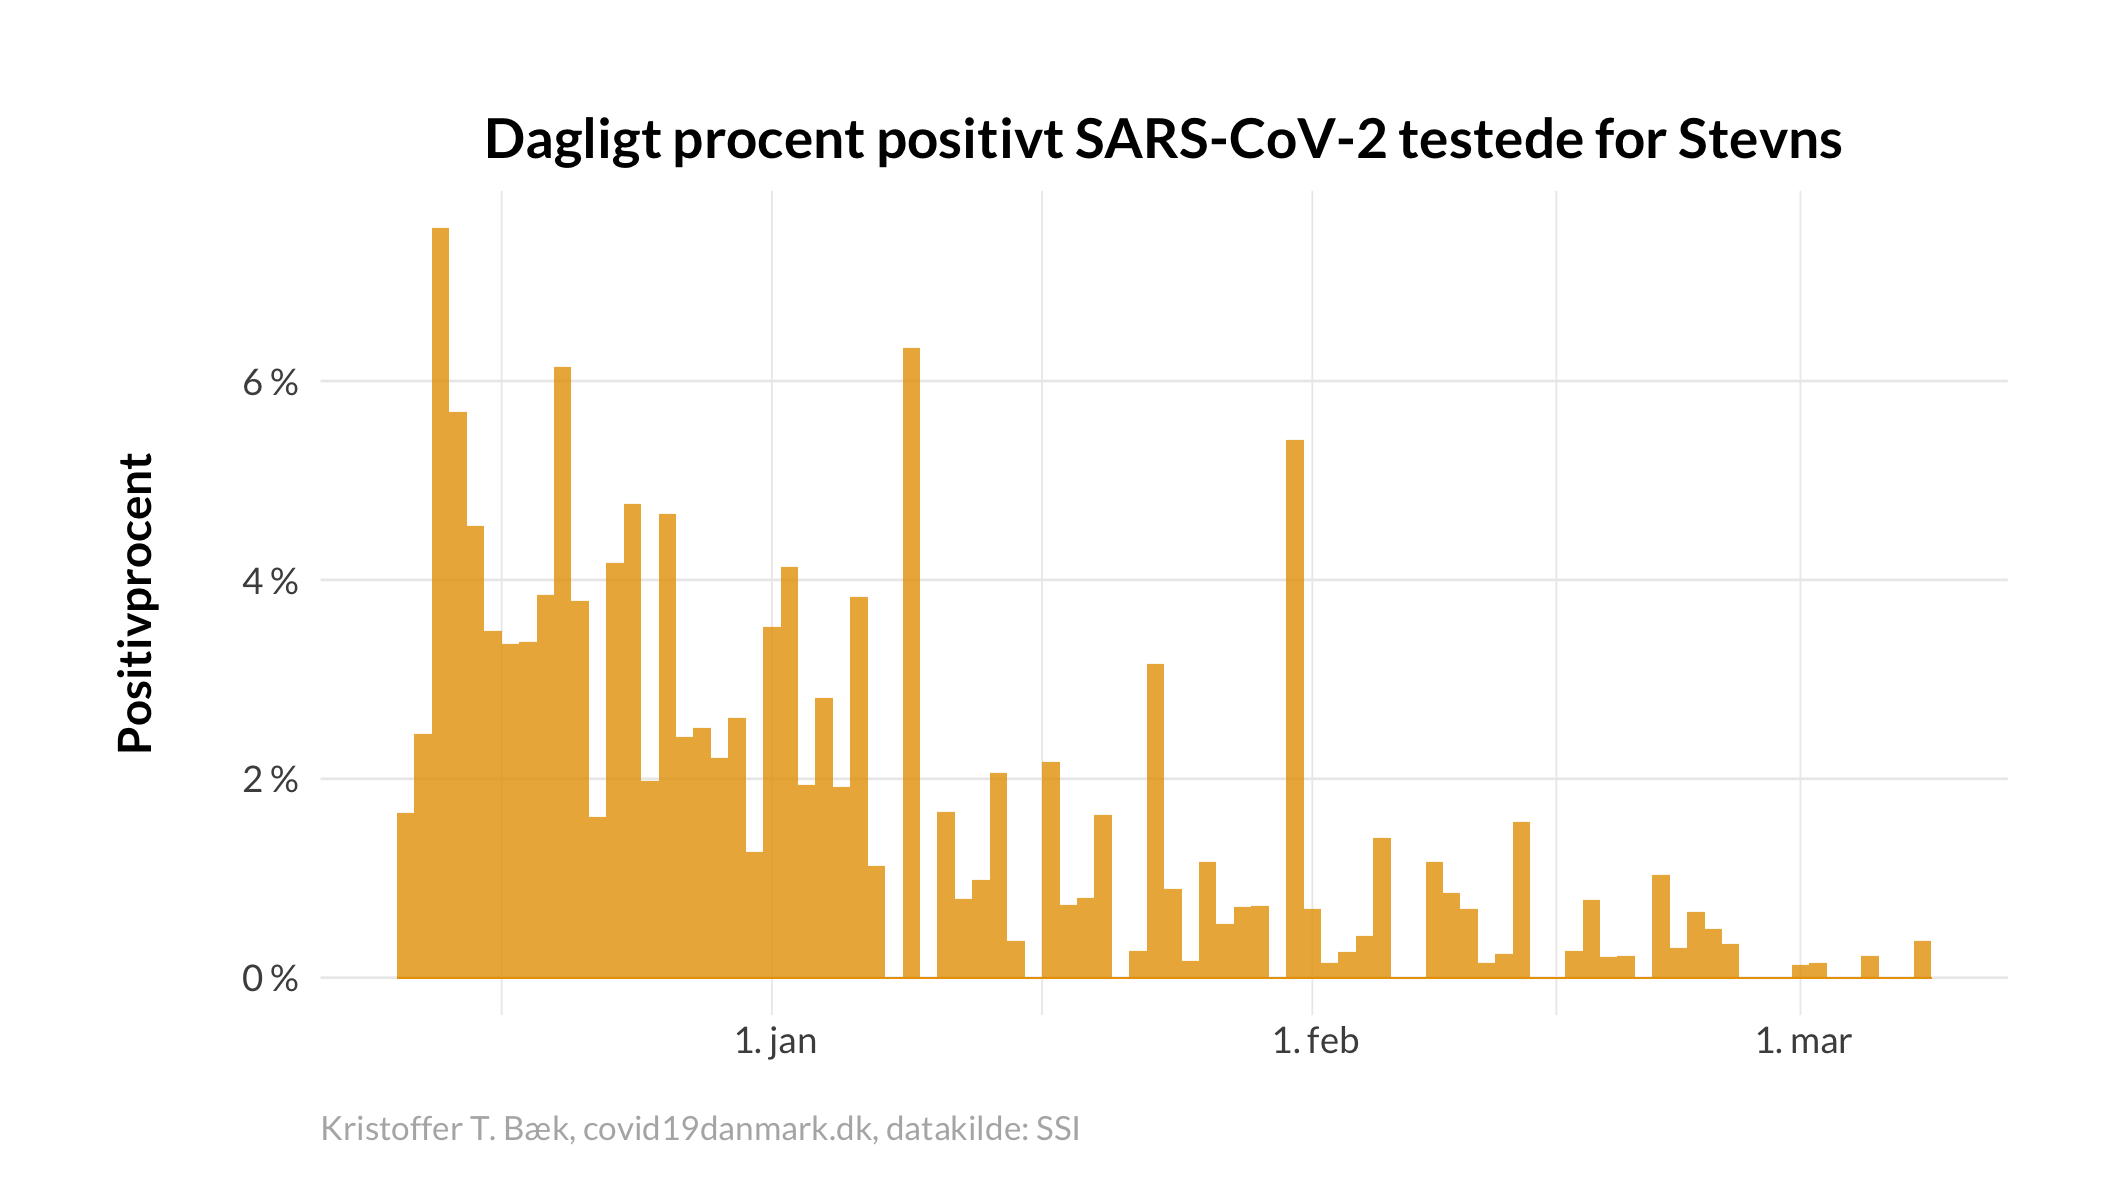 Dagligt procent positivt SARS-CoV-2 testede for Stevns
Positivprocent
6 %
4 %
2 %
0 %
1. jan
1. feb
1. mar
Kristoffer T. Bæk, covid19danmark.dk, datakilde: SSI